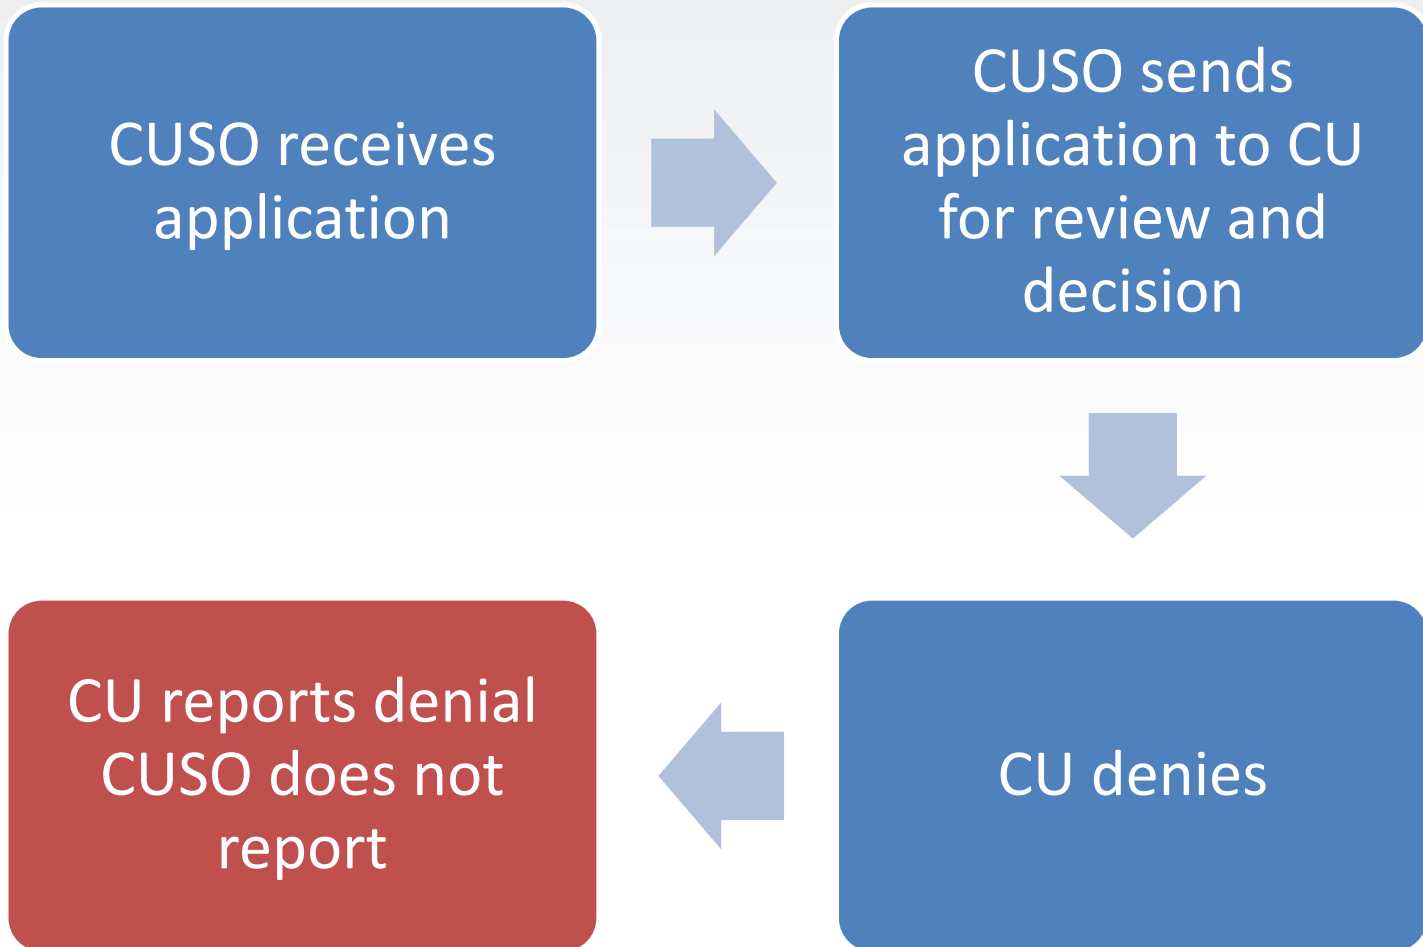 CUSO receives
application
CUSO sends
application to CU
for review and
decision
CU denies
CU reports denial
CUSO does not
report